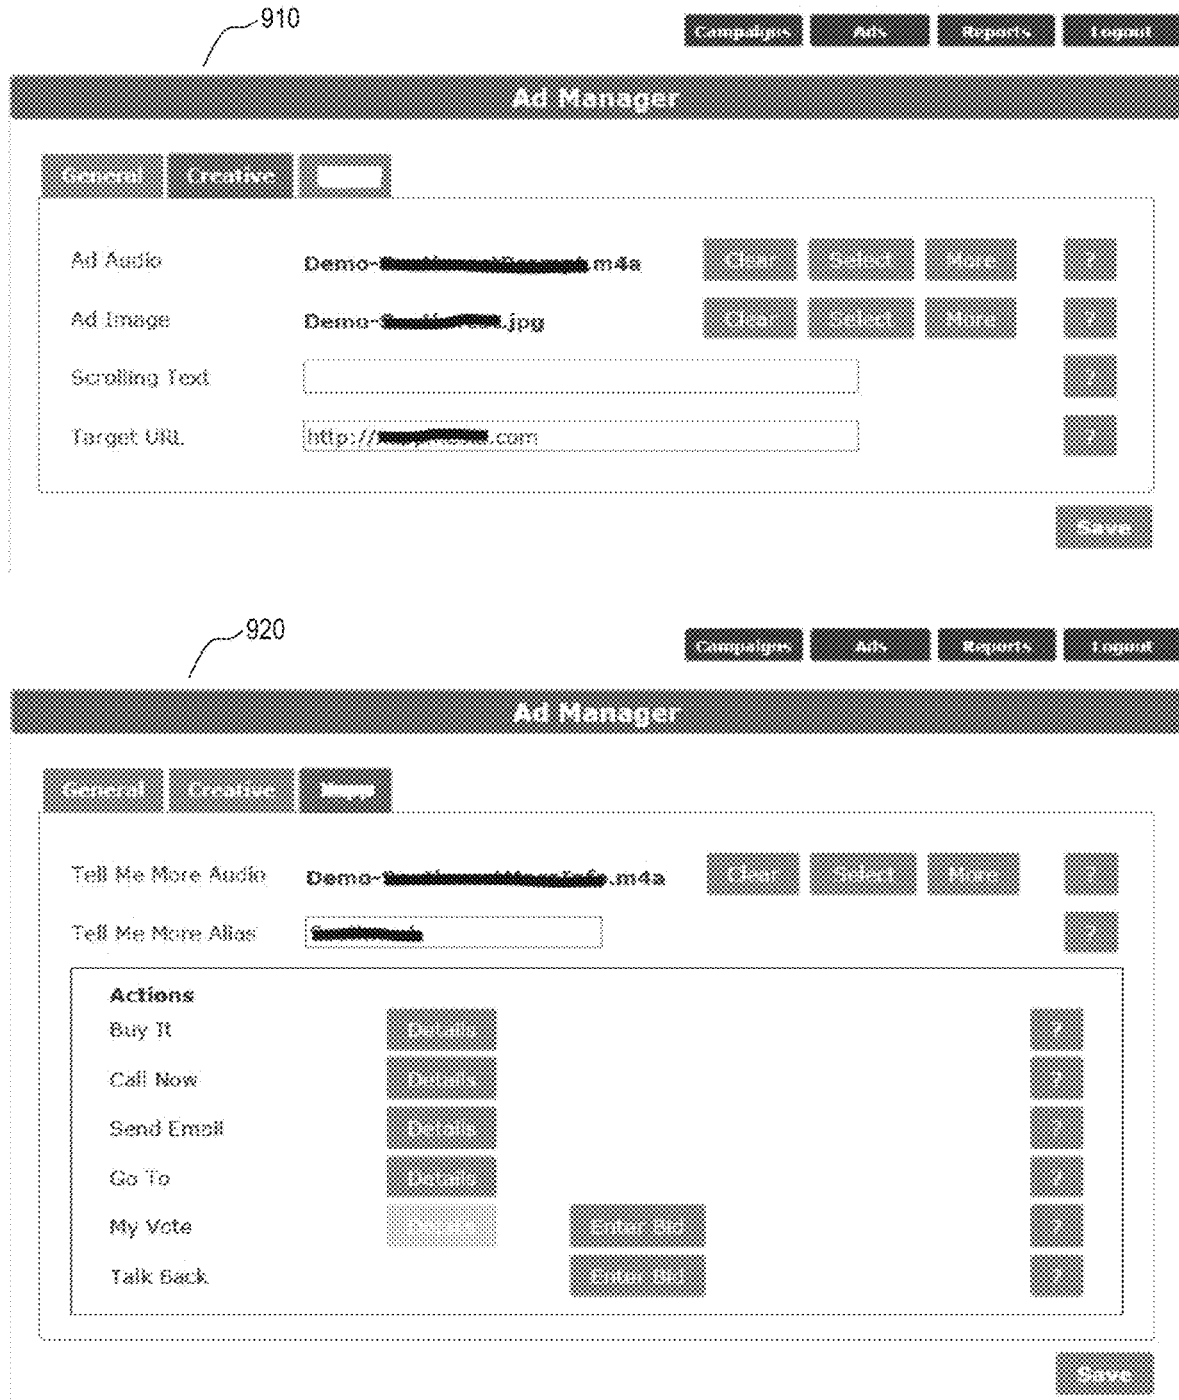 910
Campaigns Ads Reports Logout
Ad Manager
General Creative
Ad Audio Demo- .m4a Clear Select More
Ad Image Demo- .jpg Clear Select More
Scrolling Text ?
Target URL http:// .com ?
Save
920
Campaigns Ads Reports Logout
Ad Manager
General Creative
Tell Me More Audio Demo- .m4a Clear Select More ?
Tell Me More Alias ?
Actions
Buy It Details ?
Call Now Details ?
Send Email Details ?
Go To Details ?
My Vote Details Enter Bid
Talk Back Enter Bid ?
Save